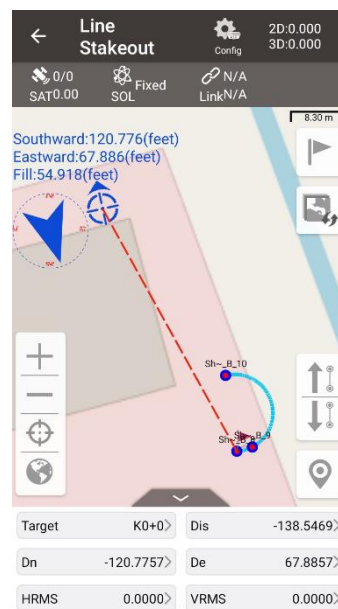 Line Stakeout
Config
2D:0.000
3D:0.000
0/0
SAT0.00
Fixed
SOL
N/A
LinkN/A
8.30 m
Southward:120.776(feet)
Eastward:67.886(feet)
Fill:54.918(feet)
Sh~_B_10
Target K0+0> Dis -138.5469>
Dn -120.7757> De 67.8857>
HRMS 0.0000> VRMS 0.0000>